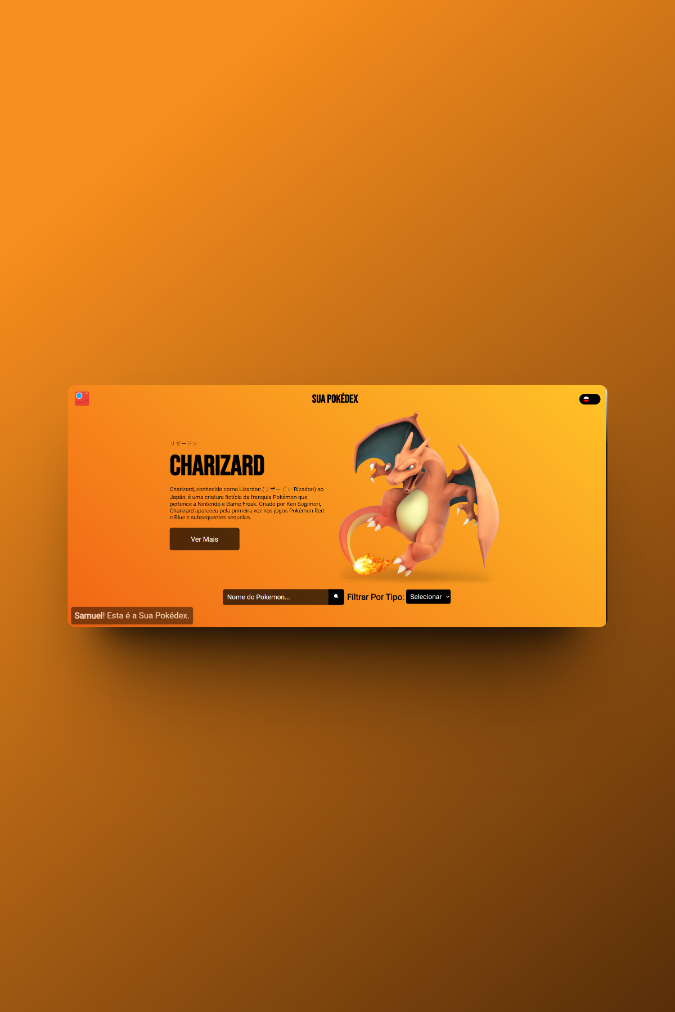 SUA POKÉDEX
リザードン
CHARIZARD
Charizard, conhecido como Lizardon (リザードン Rizadon) no
Japão, é uma criatura fictícia da franquia Pokémon que
pertence a Nintendo e Game Freak. Criado por Ken Sugimori,
Charizard apareceu pela primeira vez nos jogos Pokémon Red
e Blue e subsequentes sequelas.
Ver Mais
Nome do Pokemon... Filtrar Por Tipo: Selecionar
Samuel! Esta é a Sua Pokédex.